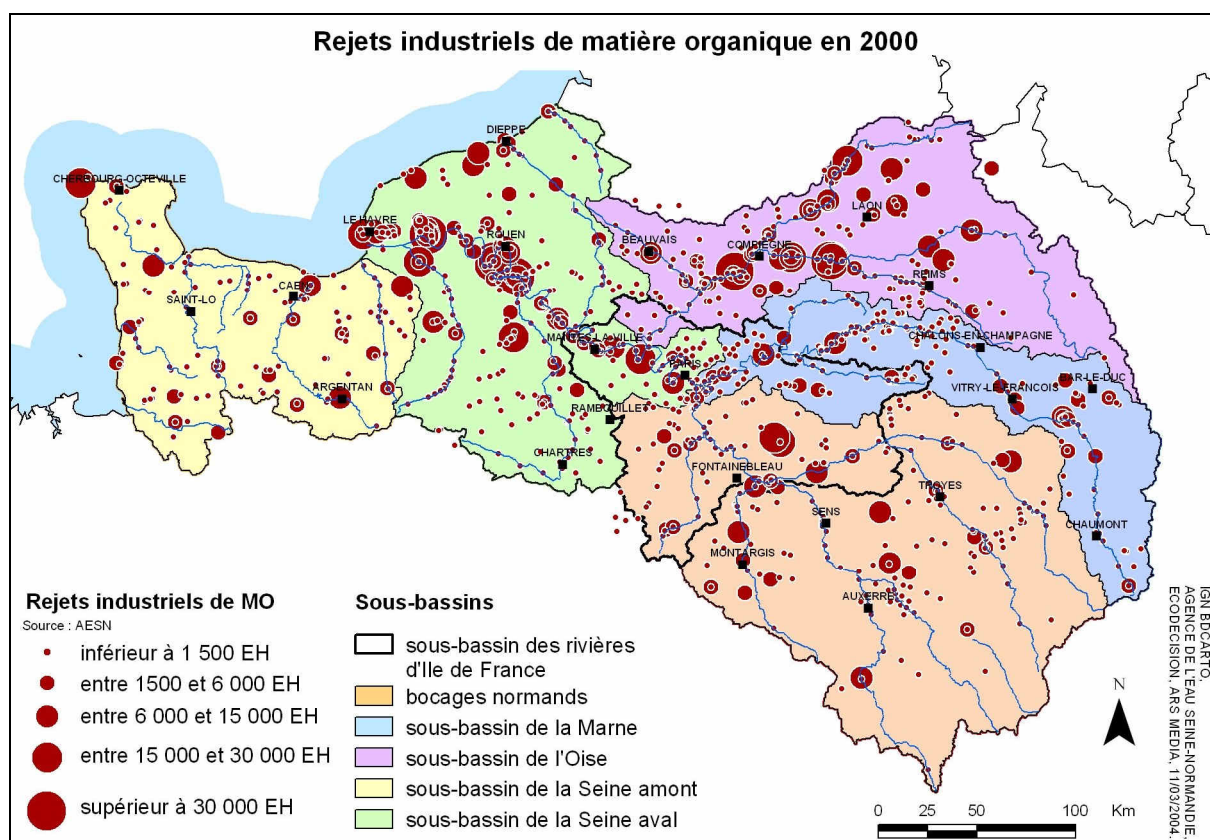 Rejets industriels de matière organique en 2000
DIEPPE
CHERBOURG-OCTEVILLE
LE HAVRE
ROUEN
BEAUVAIS
COMPIEGNE
LAON
REIMS
SAINT-LO
CAEN
MANTES-LA-VILLE
PARIS
CHALONS-EN-CHAMPAGNE
VITRY-LE-FRANCOIS
BAR-LE-DUC
ARGENTAN
RAMBOUILLET
CHARTRES
FONTAINEBLEAU
TROYES
SENS
CHAUMONT
MONTARGIS
AUXERRE
Rejets industriels de MO
Source : AESN
inférieur à 1 500 EH
entre 1500 et 6 000 EH
entre 6 000 et 15 000 EH
entre 15 000 et 30 000 EH
supérieur à 30 000 EH
Sous-bassins
sous-bassin des rivières
d'Ile de France
bocages normands
sous-bassin de la Marne
sous-bassin de l'Oise
sous-bassin de la Seine amont
sous-bassin de la Seine aval
N
0 25 50 100 Km
IGN BDCARTO,
AGENCE DE L'EAU SEINE-NORMANDIE,
ECODECISION, ARS MEDIA, 11/03/2004.